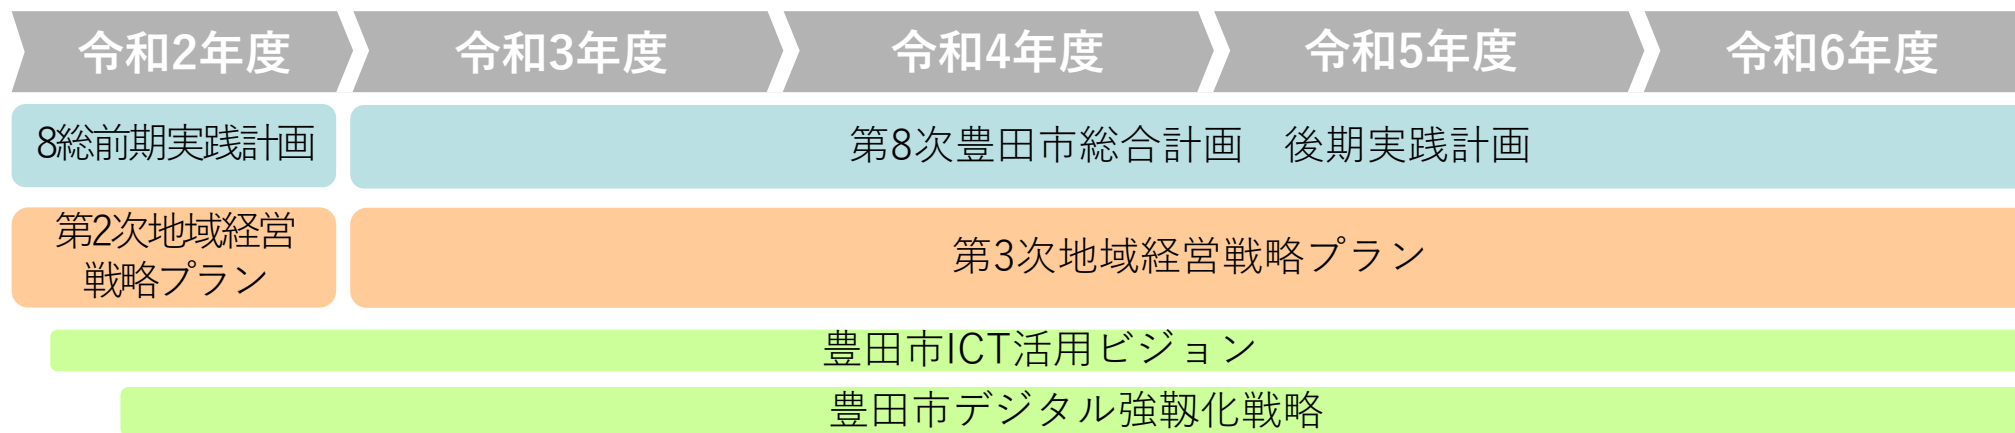 令和2年度
令和3年度
令和4年度
令和5年度
令和6年度
8総前期実践計画
第8次豊田市総合計画　後期実践計画
第2次地域経営
戦略プラン
第3次地域経営戦略プラン
豊田市ICT活用ビジョン
豊田市デジタル強靱化戦略